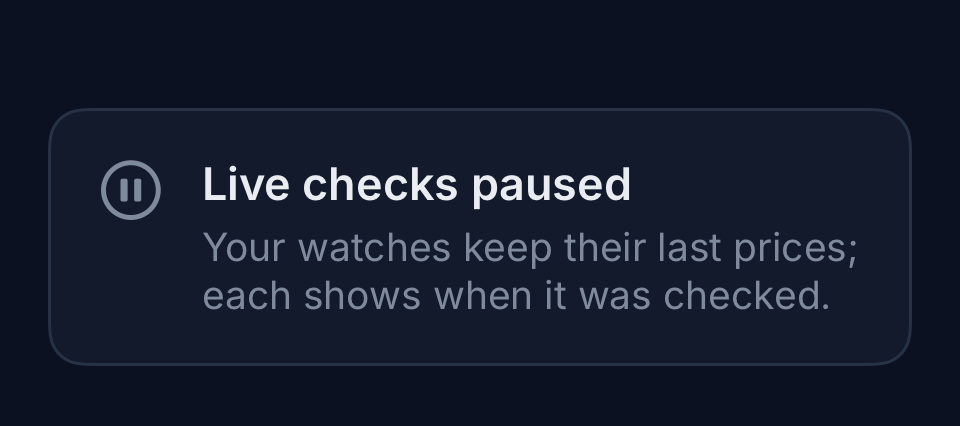 Live checks paused
Your watches keep their last prices;
each shows when it was checked.